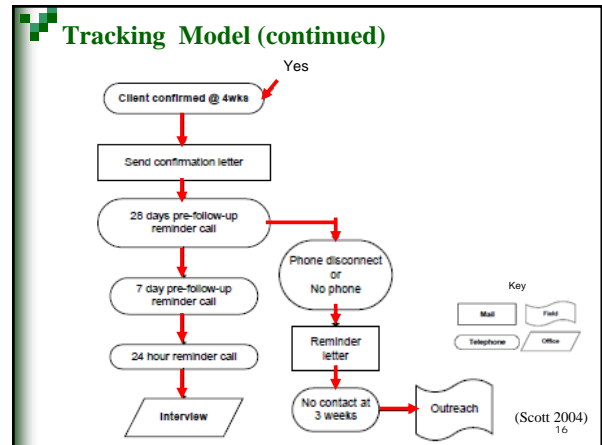 Tracking Model (continued)
Yes
Client confirmed @ 4wks
Send confirmation letter
28 days pre-follow-up
reminder call
Phone disconnect
or
No phone
7 day pre-follow-up
reminder call
Reminder
letter
24 hour reminder call
No contact at
3 weeks
Outreach
Interview
Key
Mail
Field
Telephone
Office
(Scott 2004)
16